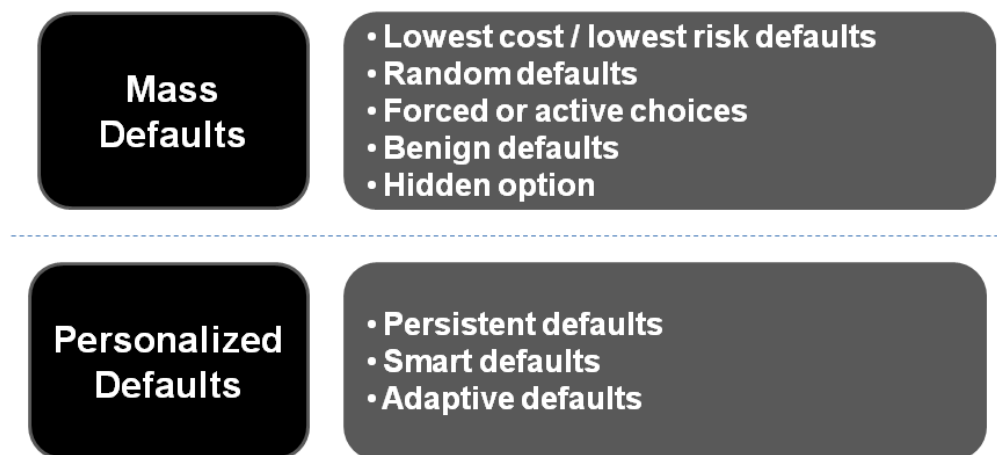 Mass
Defaults
• Lowest cost / lowest risk defaults
• Random defaults
• Forced or active choices
• Benign defaults
• Hidden option
Personalized
Defaults
• Persistent defaults
• Smart defaults
• Adaptive defaults